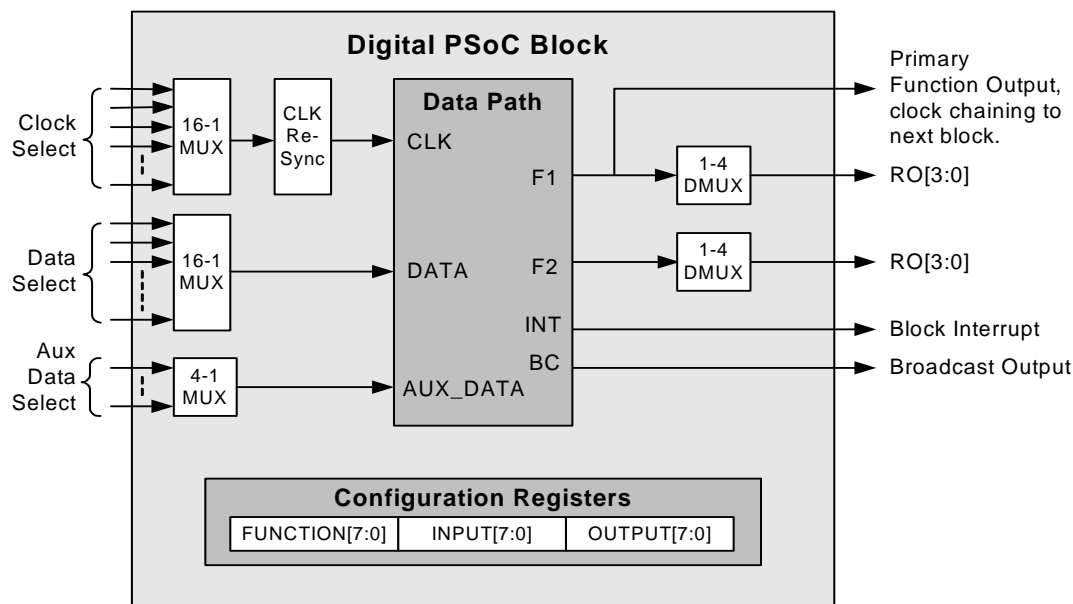 Digital PSoC Block
Clock
Select
16-1
MUX
CLK
Re-
Sync
Data Path
CLK
F1
Primary
Function Output,
clock chaining to
next block.
1-4
DMUX
RO[3:0]
Data
Select
16-1
MUX
DATA
F2
1-4
DMUX
RO[3:0]
INT
Block Interrupt
BC
Broadcast Output
Aux
Data
Select
4-1
MUX
AUX_DATA
Configuration Registers
FUNCTION[7:0] INPUT[7:0] OUTPUT[7:0]